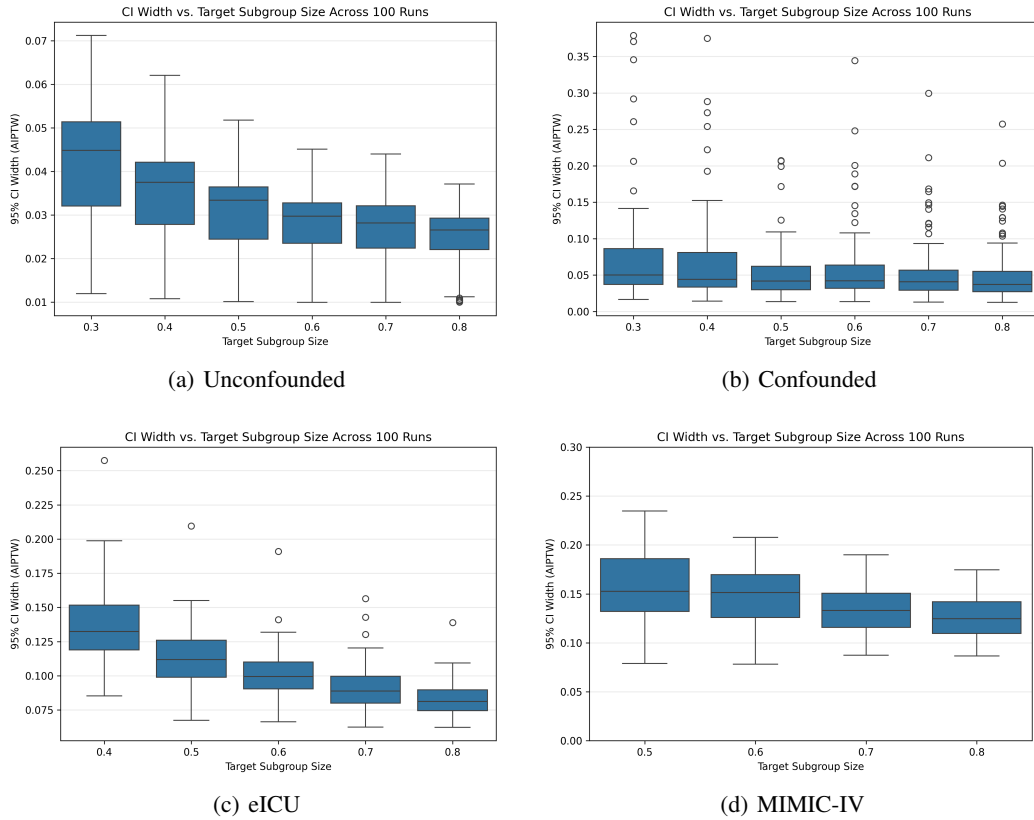 CI Width vs. Target Subgroup Size Across 100 Runs
0.07
0.06
0.05
0.04
0.03
0.02
0.01
95% CI Width (AIPTW)
0.3 0.4 0.5 0.6 0.7 0.8
Target Subgroup Size
(a) Unconfounded
CI Width vs. Target Subgroup Size Across 100 Runs
0.35
0.30
0.25
0.20
0.15
0.10
0.05
0.00
95% CI Width (AIPTW)
0.3 0.4 0.5 0.6 0.7 0.8
Target Subgroup Size
(b) Confounded
CI Width vs. Target Subgroup Size Across 100 Runs
0.250
0.225
0.200
0.175
0.150
0.125
0.100
0.075
95% CI Width (AIPTW)
0.4 0.5 0.6 0.7 0.8
Target Subgroup Size
(c) eICU
CI Width vs. Target Subgroup Size Across 100 Runs
0.30
0.25
0.20
0.15
0.10
0.05
0.00
95% CI Width (AIPTW)
0.5 0.6 0.7 0.8
Target Subgroup Size
(d) MIMIC-IV